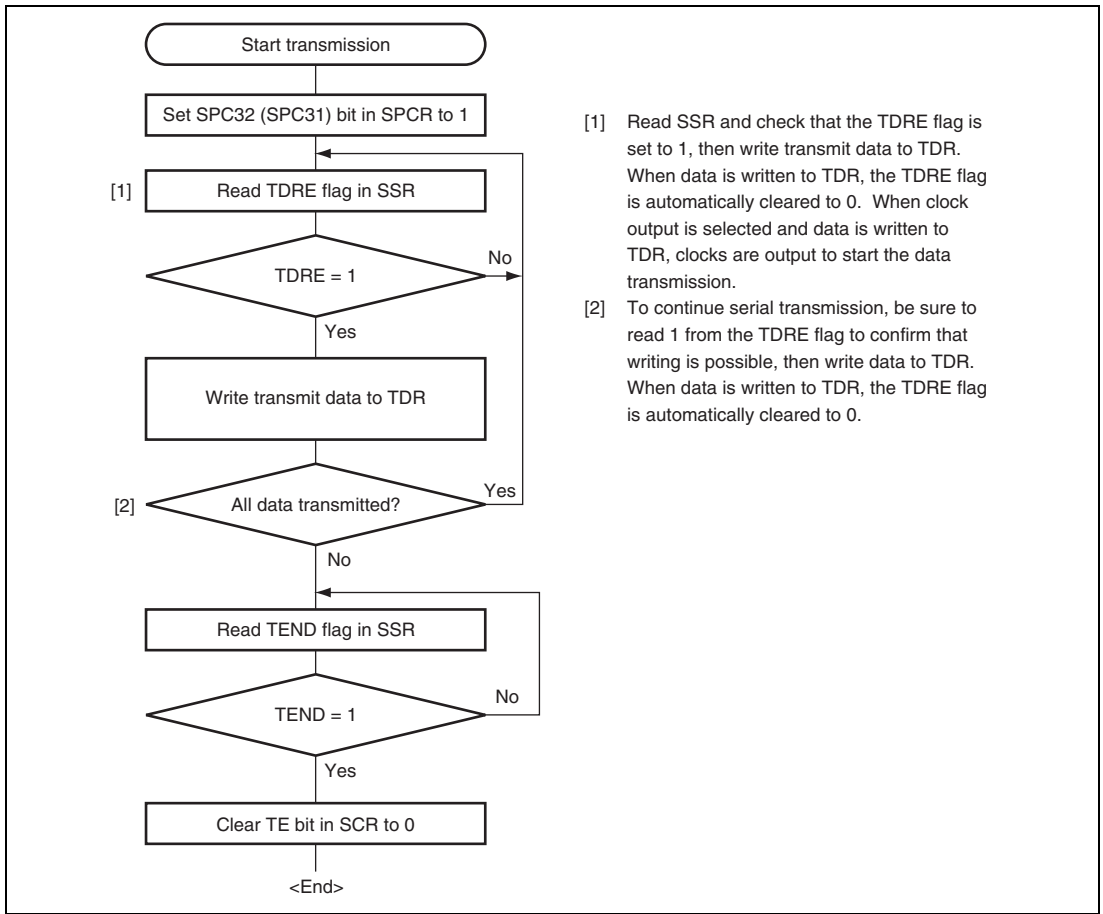 Start transmission
Set SPC32 (SPC31) bit in SPCR to 1
[1]
Read TDRE flag in SSR
No
TDRE = 1
Yes
Write transmit data to TDR
[2]
All data transmitted?
Yes
No
Read TEND flag in SSR
No
TEND = 1
Yes
Clear TE bit in SCR to 0
<End>
[1] Read SSR and check that the TDRE flag is
set to 1, then write transmit data to TDR.
When data is written to TDR, the TDRE flag
is automatically cleared to 0. When clock
output is selected and data is written to
TDR, clocks are output to start the data
transmission.
[2] To continue serial transmission, be sure to
read 1 from the TDRE flag to confirm that
writing is possible, then write data to TDR.
When data is written to TDR, the TDRE flag
is automatically cleared to 0.